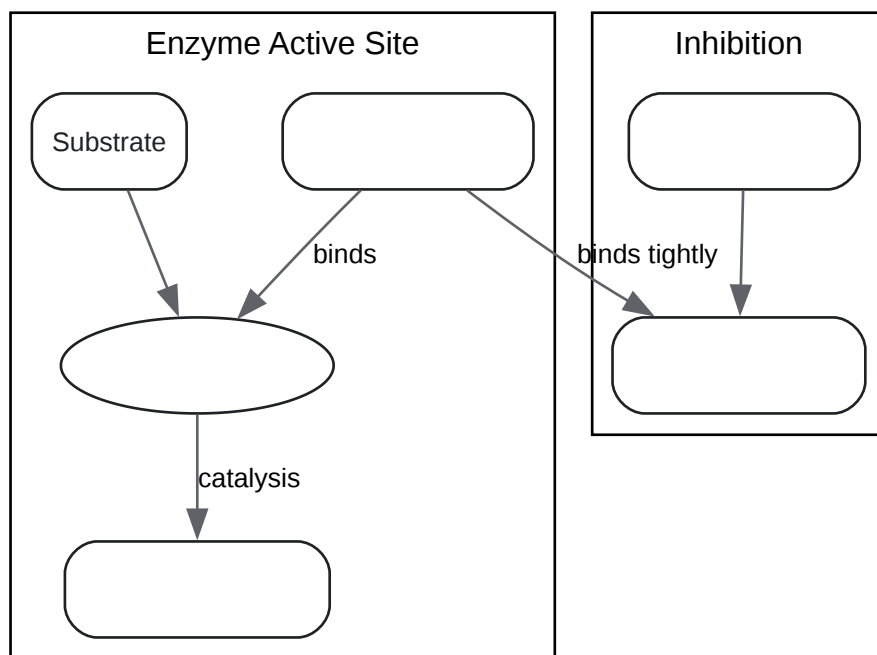 Enzyme Active Site
Inhibition
Substrate
binds
binds tightly
catalysis